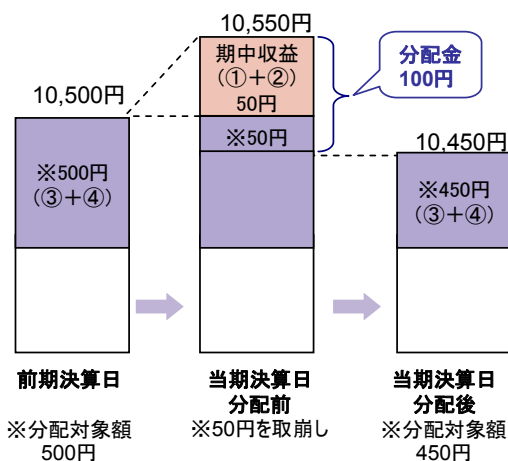 10,550円
期中収益
(①+②)
50円
分配金
100円
10,500円
※50円
10,450円
※500円
(③+④)
※450円
(③+④)
前期決算日
※分配対象額
500円
当期決算日
分配前
※50円を取崩し
当期決算日
分配後
※分配対象額
450円